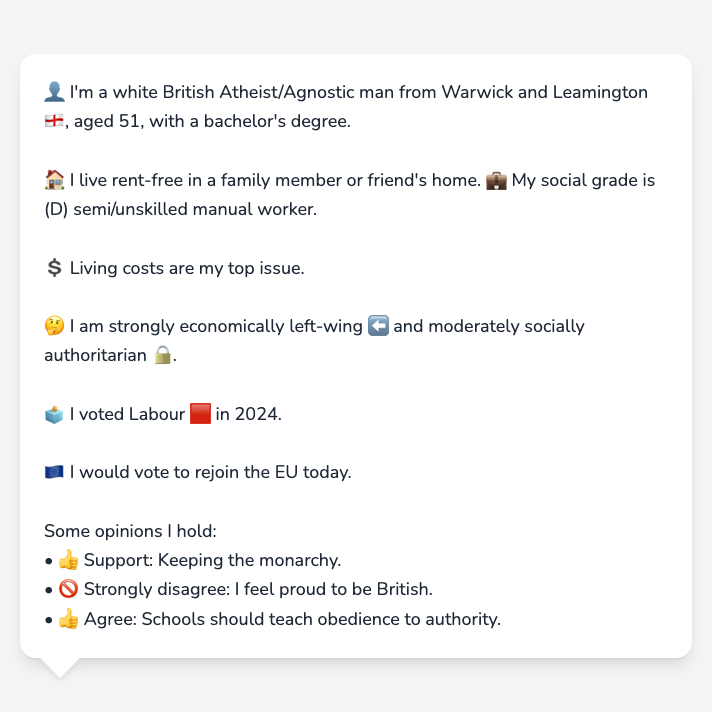 👤 I'm a white British Atheist/Agnostic man from Warwick and Leamington
🏴󠁧󠁢󠁥󠁮󠁧󠁿, aged 51, with a bachelor's degree.
🏠 I live rent-free in a family member or friend's home. 💼 My social grade is
(D) semi/unskilled manual worker.
💲 Living costs are my top issue.
🤔 I am strongly economically left-wing ⬅️ and moderately socially
authoritarian 🔒.
🗳️ I voted Labour 🟥 in 2024.
🇪🇺 I would vote to rejoin the EU today.
Some opinions I hold:
• 👍 Support: Keeping the monarchy.
• 🚫 Strongly disagree: I feel proud to be British.
• 👍 Agree: Schools should teach obedience to authority.